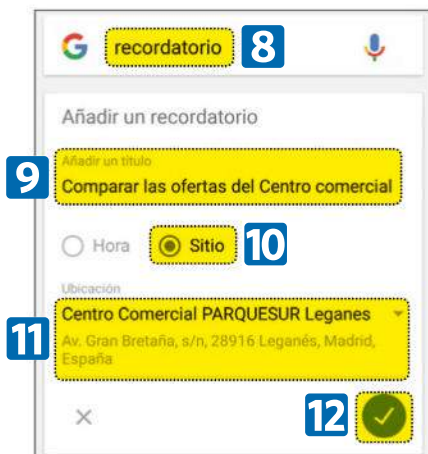 G recordatorio 8
Añadir un recordatorio
9
Añadir un título
Comparar las ofertas del Centro comercial
Hora Sitio 10
Ubicación
11
Centro Comercial PARQUESUR Leganes
Av. Gran Bretaña, s/n, 28916 Leganés, Madrid,
España
12